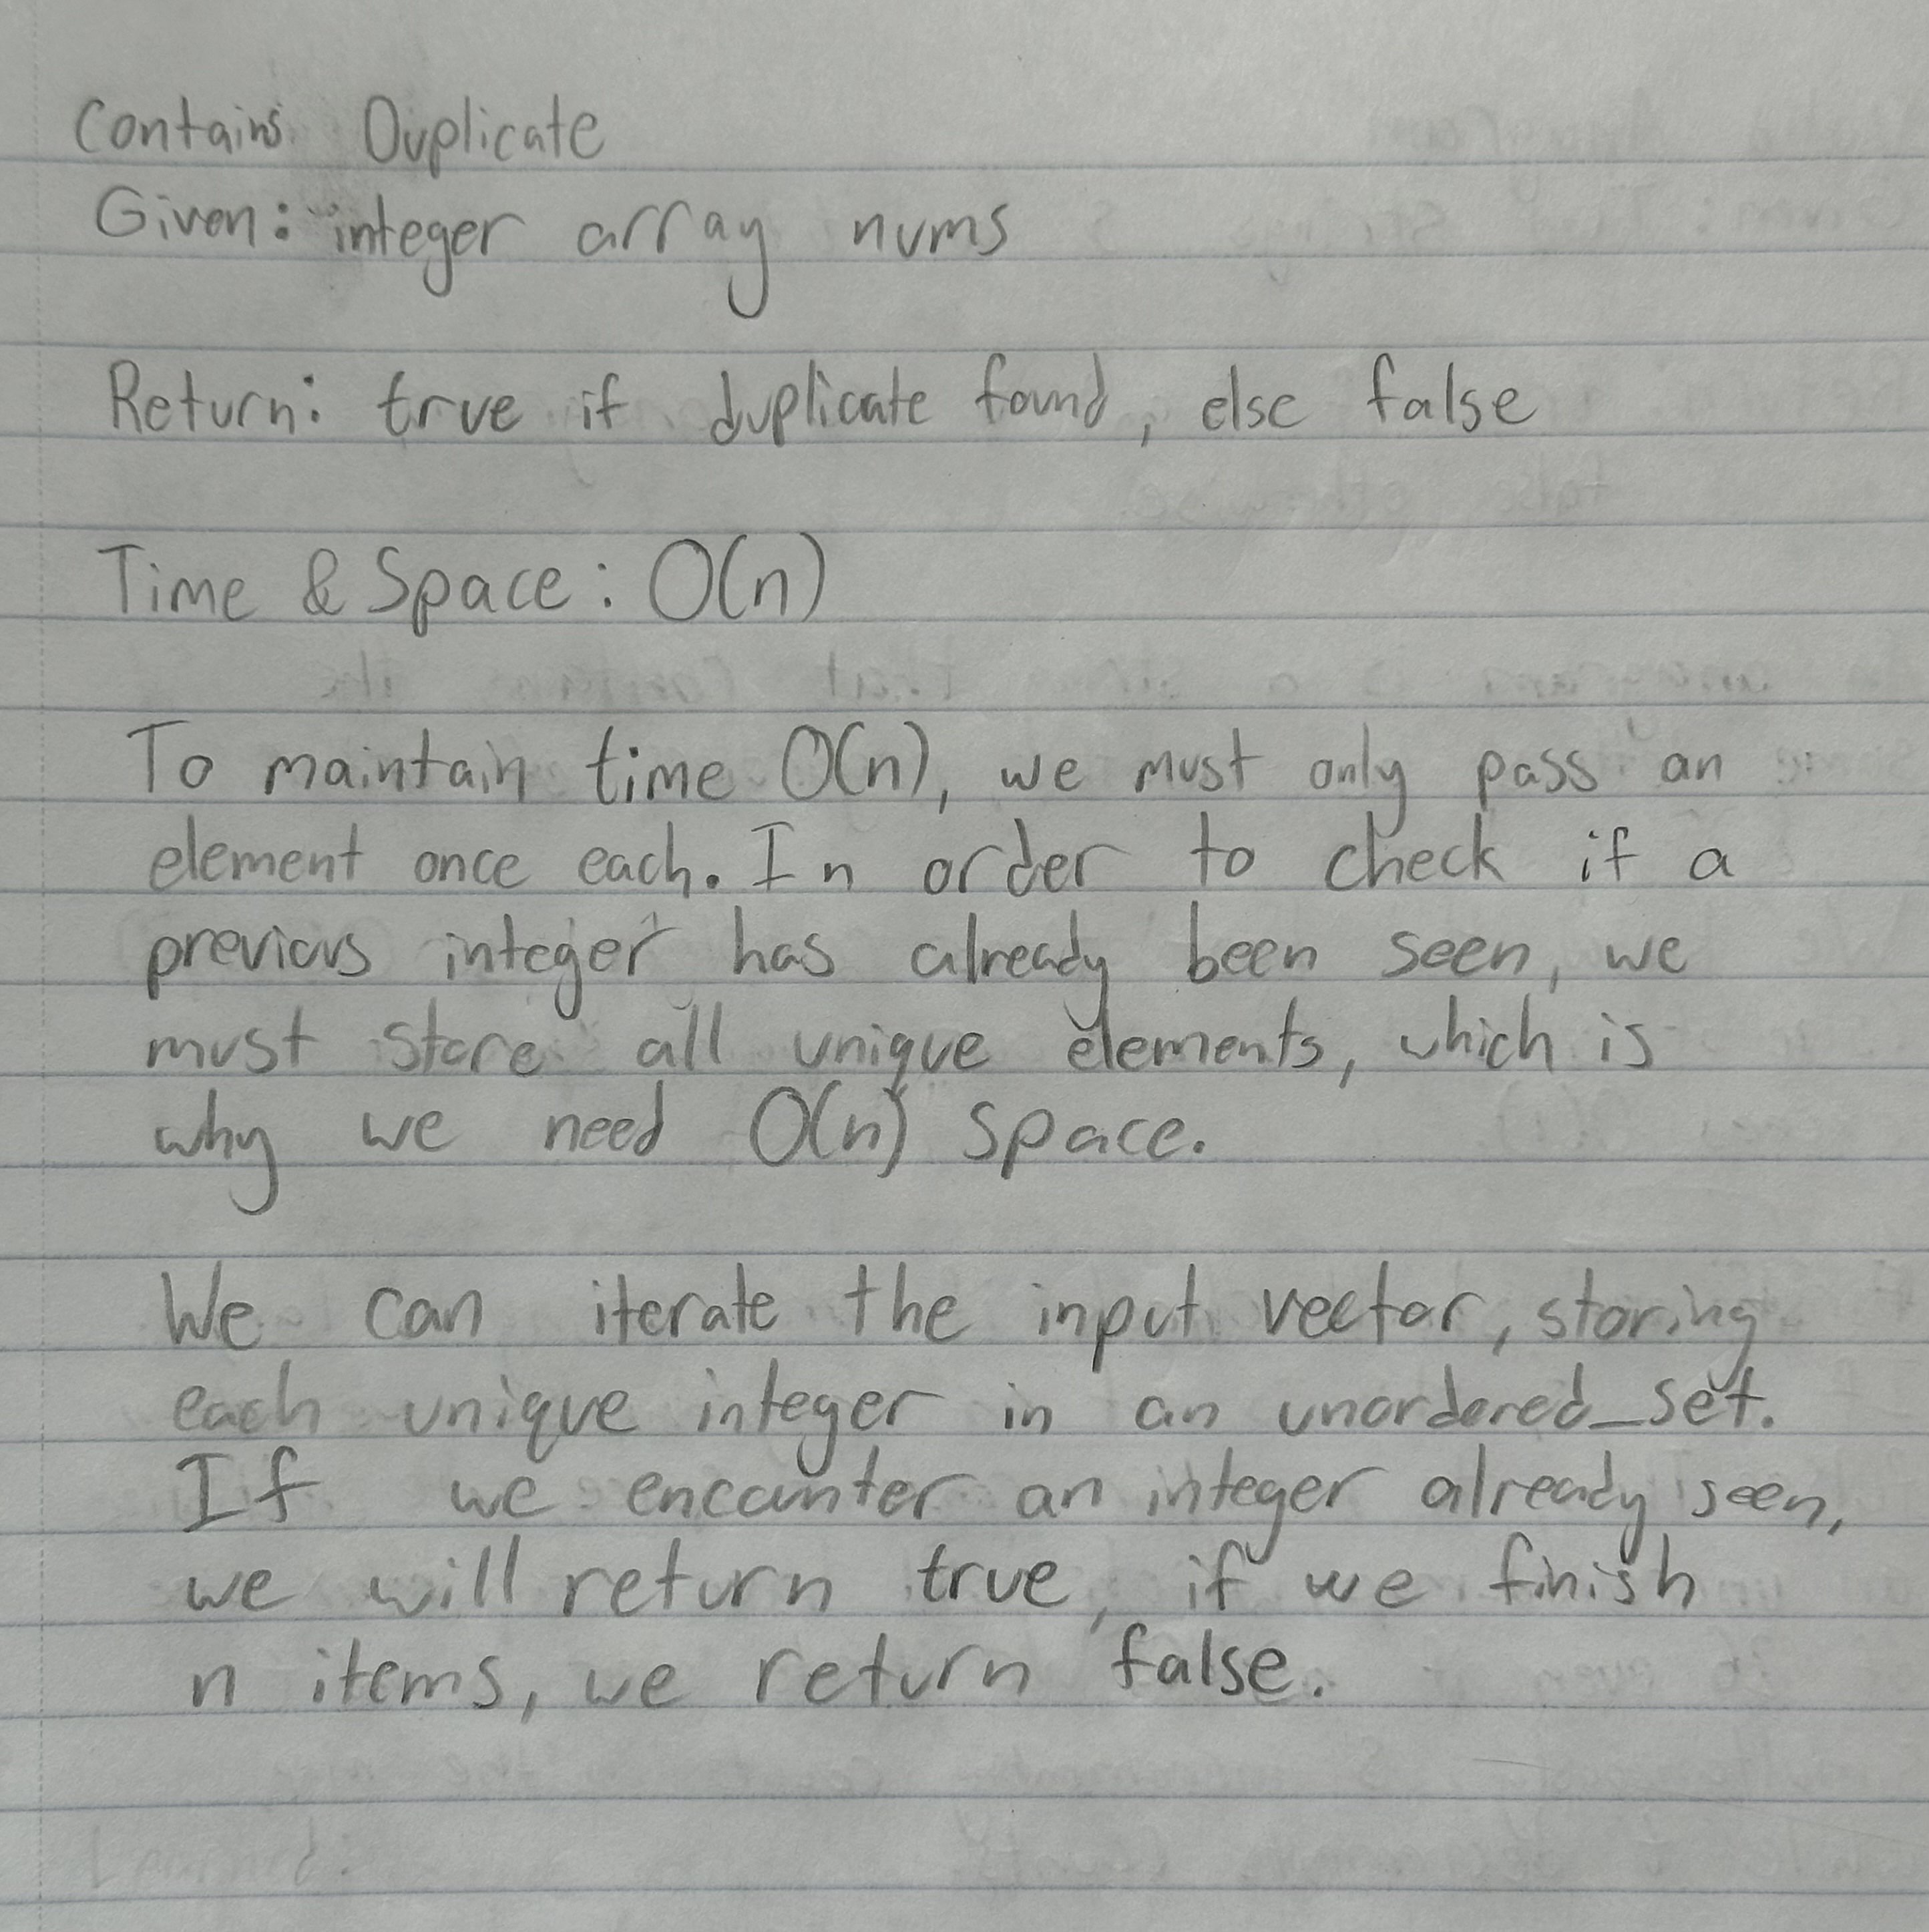 Contains Duplicate
Given: integer array nums
Return: true if duplicate found, else false
Time & Space: O(n)
To maintain time O(n), we must only pass an
element once each. In order to check if a
previous integer has already been seen, we
must store all unique elements, which is
why we need O(n) space.
We can iterate the input vector, storing
each unique integer in an unordered_set.
If we encounter an integer already seen,
we will return true, if we finish
n items, we return false.